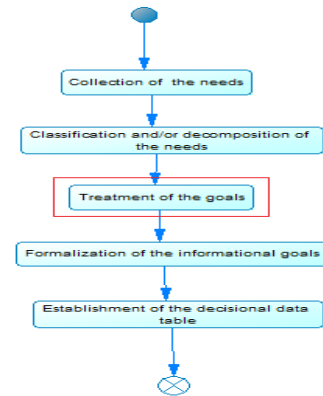 Collection of the needs
Classification and/or decomposition of
the needs
Treatment of the goals
Formalization of the informational goals
Establishment of the decisional data
table